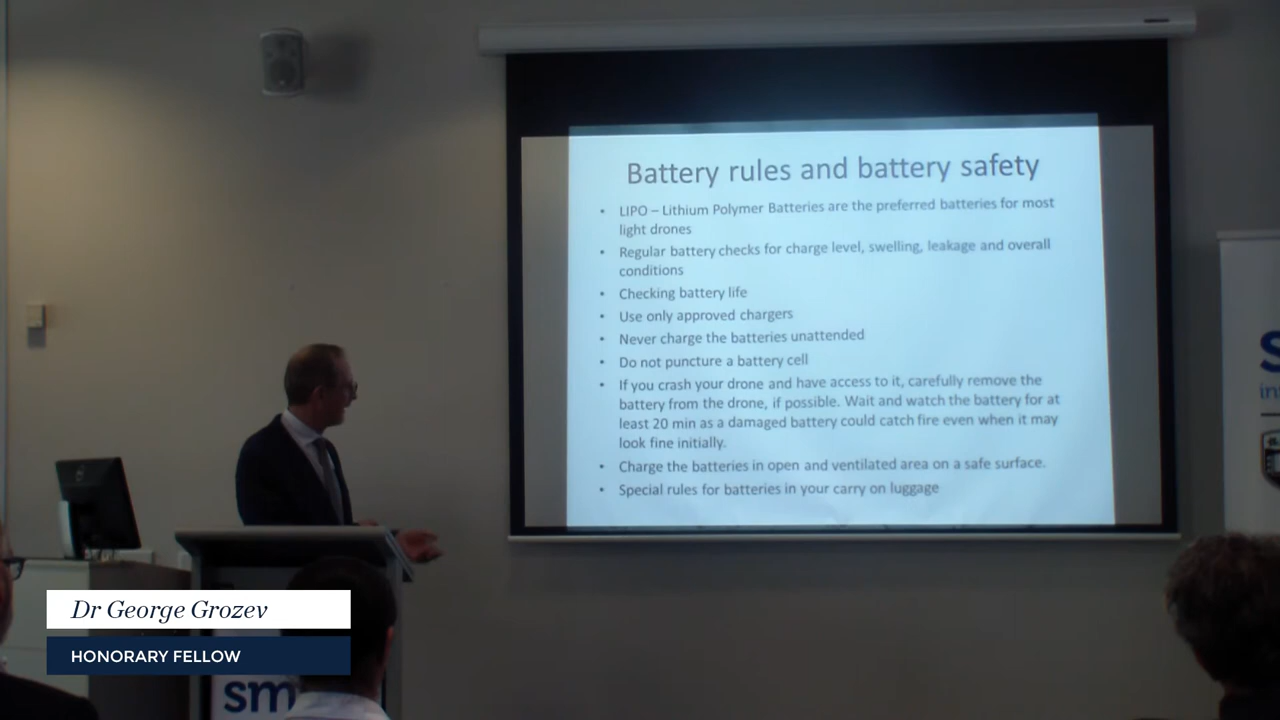 Battery rules and battery safety
• LIPO – Lithium Polymer Batteries are the preferred batteries for most
light drones
• Regular battery checks for charge level, swelling, leakage and overall
conditions
• Checking battery life
• Use only approved chargers
• Never charge the batteries unattended
• Do not puncture a battery cell
• If you crash your drone and have access to it, carefully remove the
battery from the drone, if possible. Wait and watch the battery for at
least 20 min as a damaged battery could catch fire even when it may
look fine initially.
• Charge the batteries in open and ventilated area on a safe surface.
• Special rules for batteries in your carry on luggage
Dr George Grozev
HONORARY FELLOW
sm